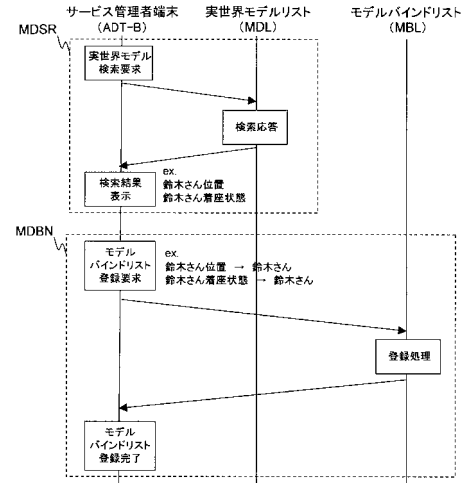 サービス管理者端末
(ADT-B)
実世界モデルリスト
(MDL)
モデルバインドリスト
(MBL)
MDSR
実世界モデル
検索要求
検索応答
検索結果
表示
ex.
鈴木さん位置
鈴木さん着座状態
MDBN
モデル
バインドリスト
登録要求
ex.
鈴木さん位置 → 鈴木さん
鈴木さん着座状態 → 鈴木さん
登録処理
モデル
バインドリスト
登録完了